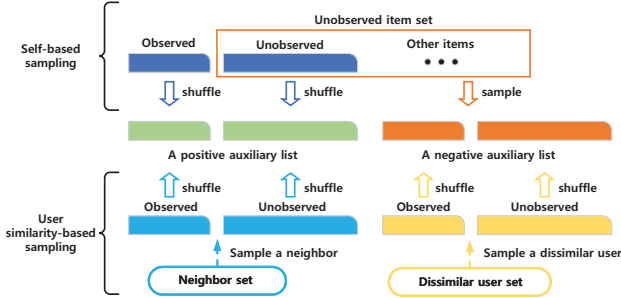 Unobserved item set
Self-based
sampling
Observed
Unobserved
Other items
shuffle
shuffle
sample
A positive auxiliary list
A negative auxiliary list
shuffle
shuffle
shuffle
shuffle
User
similarity-based
sampling
Observed
Unobserved
Observed
Unobserved
Sample a neighbor
Sample a dissimilar user
Neighbor set
Dissimilar user set